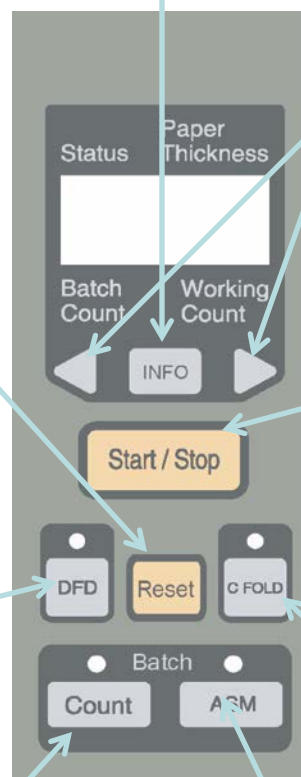 Status Paper Thickness
Batch Count Working Count
INFO
Start / Stop
DFD Reset C FOLD
Batch
Count ASM